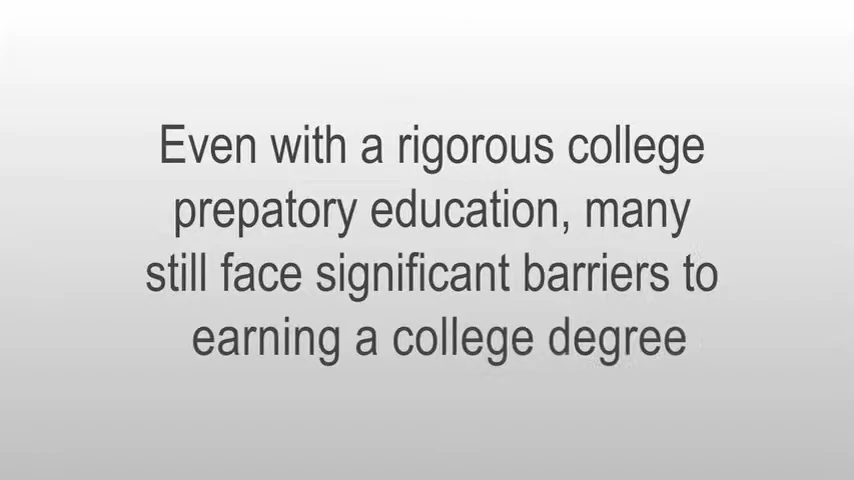 Even with a rigorous college
prepatory education, many
still face significant barriers to
earning a college degree